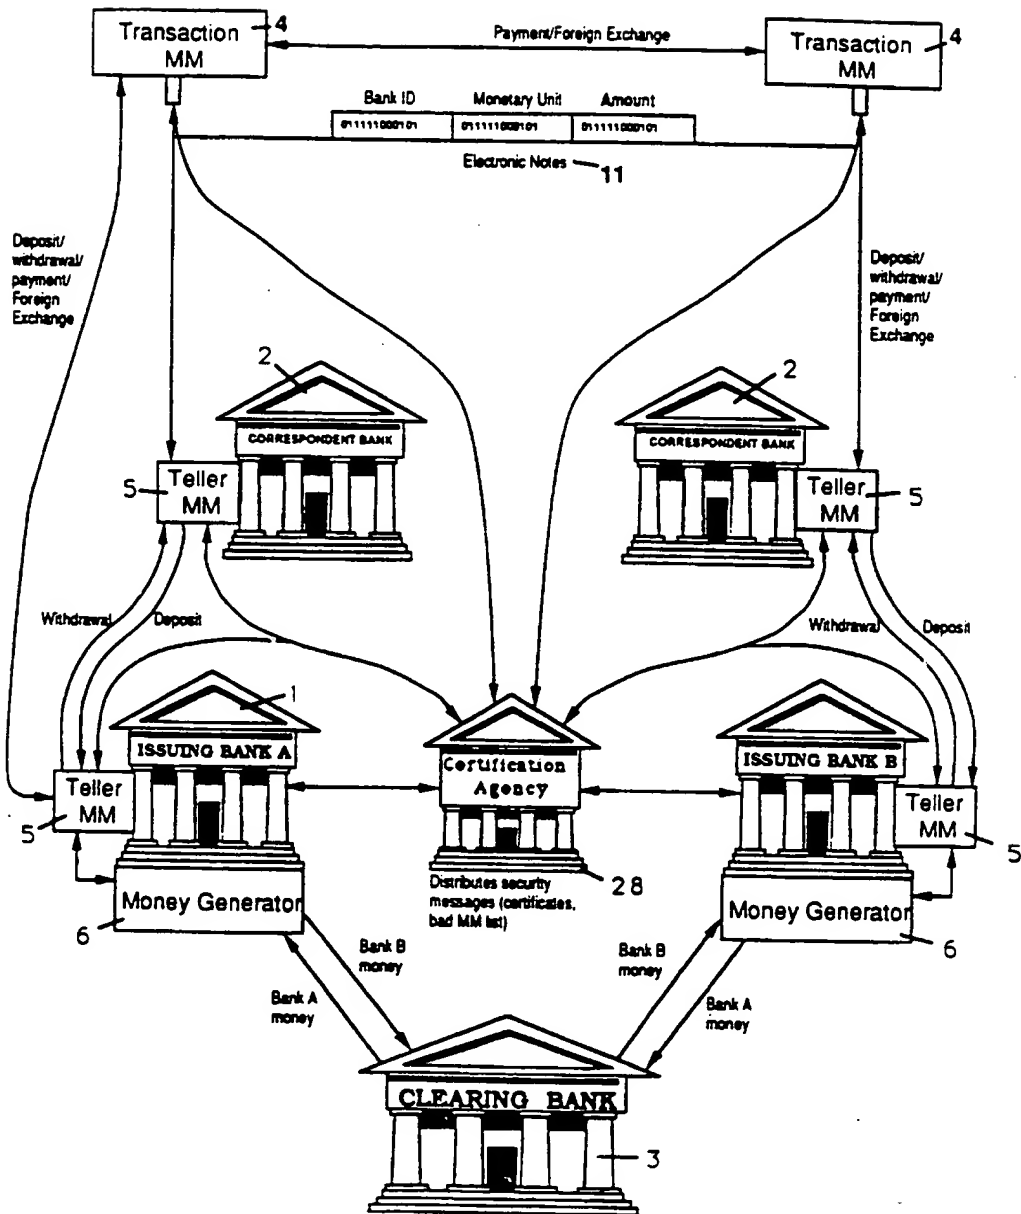 Transaction
MM
4
Payment/Foreign Exchange
Transaction
MM
4
Bank ID
Monetary Unit
Amount
011111000101
011111000101
011111000101
Electronic Notes
11
Deposit/
withdrawal/
payment/
Foreign
Exchange
Deposit/
withdrawal/
payment/
Foreign
Exchange
2
CORRESPONDENT BANK
2
CORRESPONDENT BANK
Teller
MM
5
Teller
MM
5
Withdrawal
Deposit
Withdrawal
Deposit
1
ISSUING BANK A
Certification
Agency
ISSUING BANK B
Teller
MM
5
Teller
MM
5
28
Distributes security
messages (certificates,
bad MM list)
Money Generator
6
Money Generator
6
Bank B
money
Bank A
money
Bank B
money
Bank A
money
CLEARING BANK
3